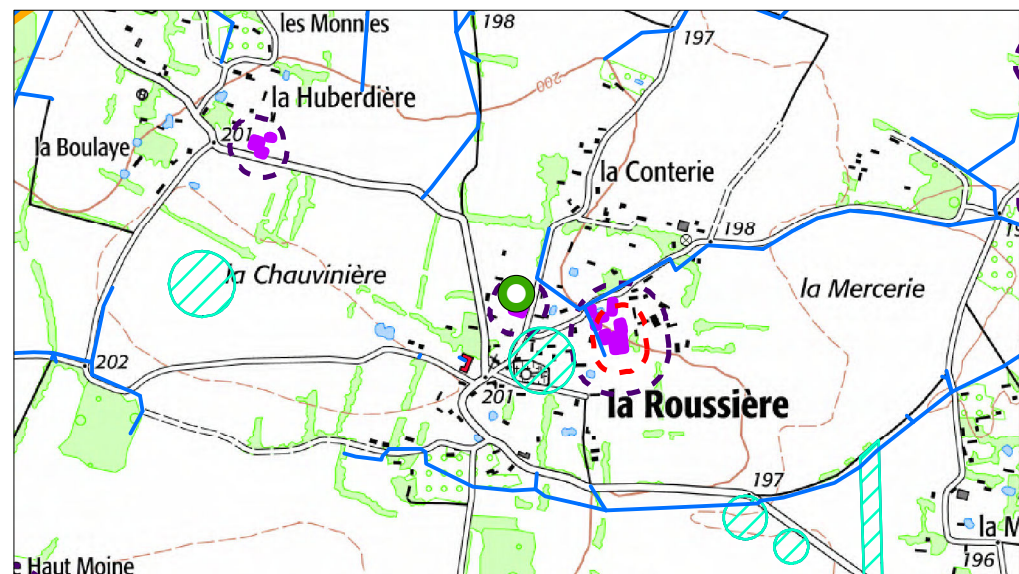 les Monnies
198
197
200
la Huberdière
201
la Boulaye
la Conterie
198
la Chauvinière
la Mercerie
202
201
la Roussière
197
la M
196
Haut Moine